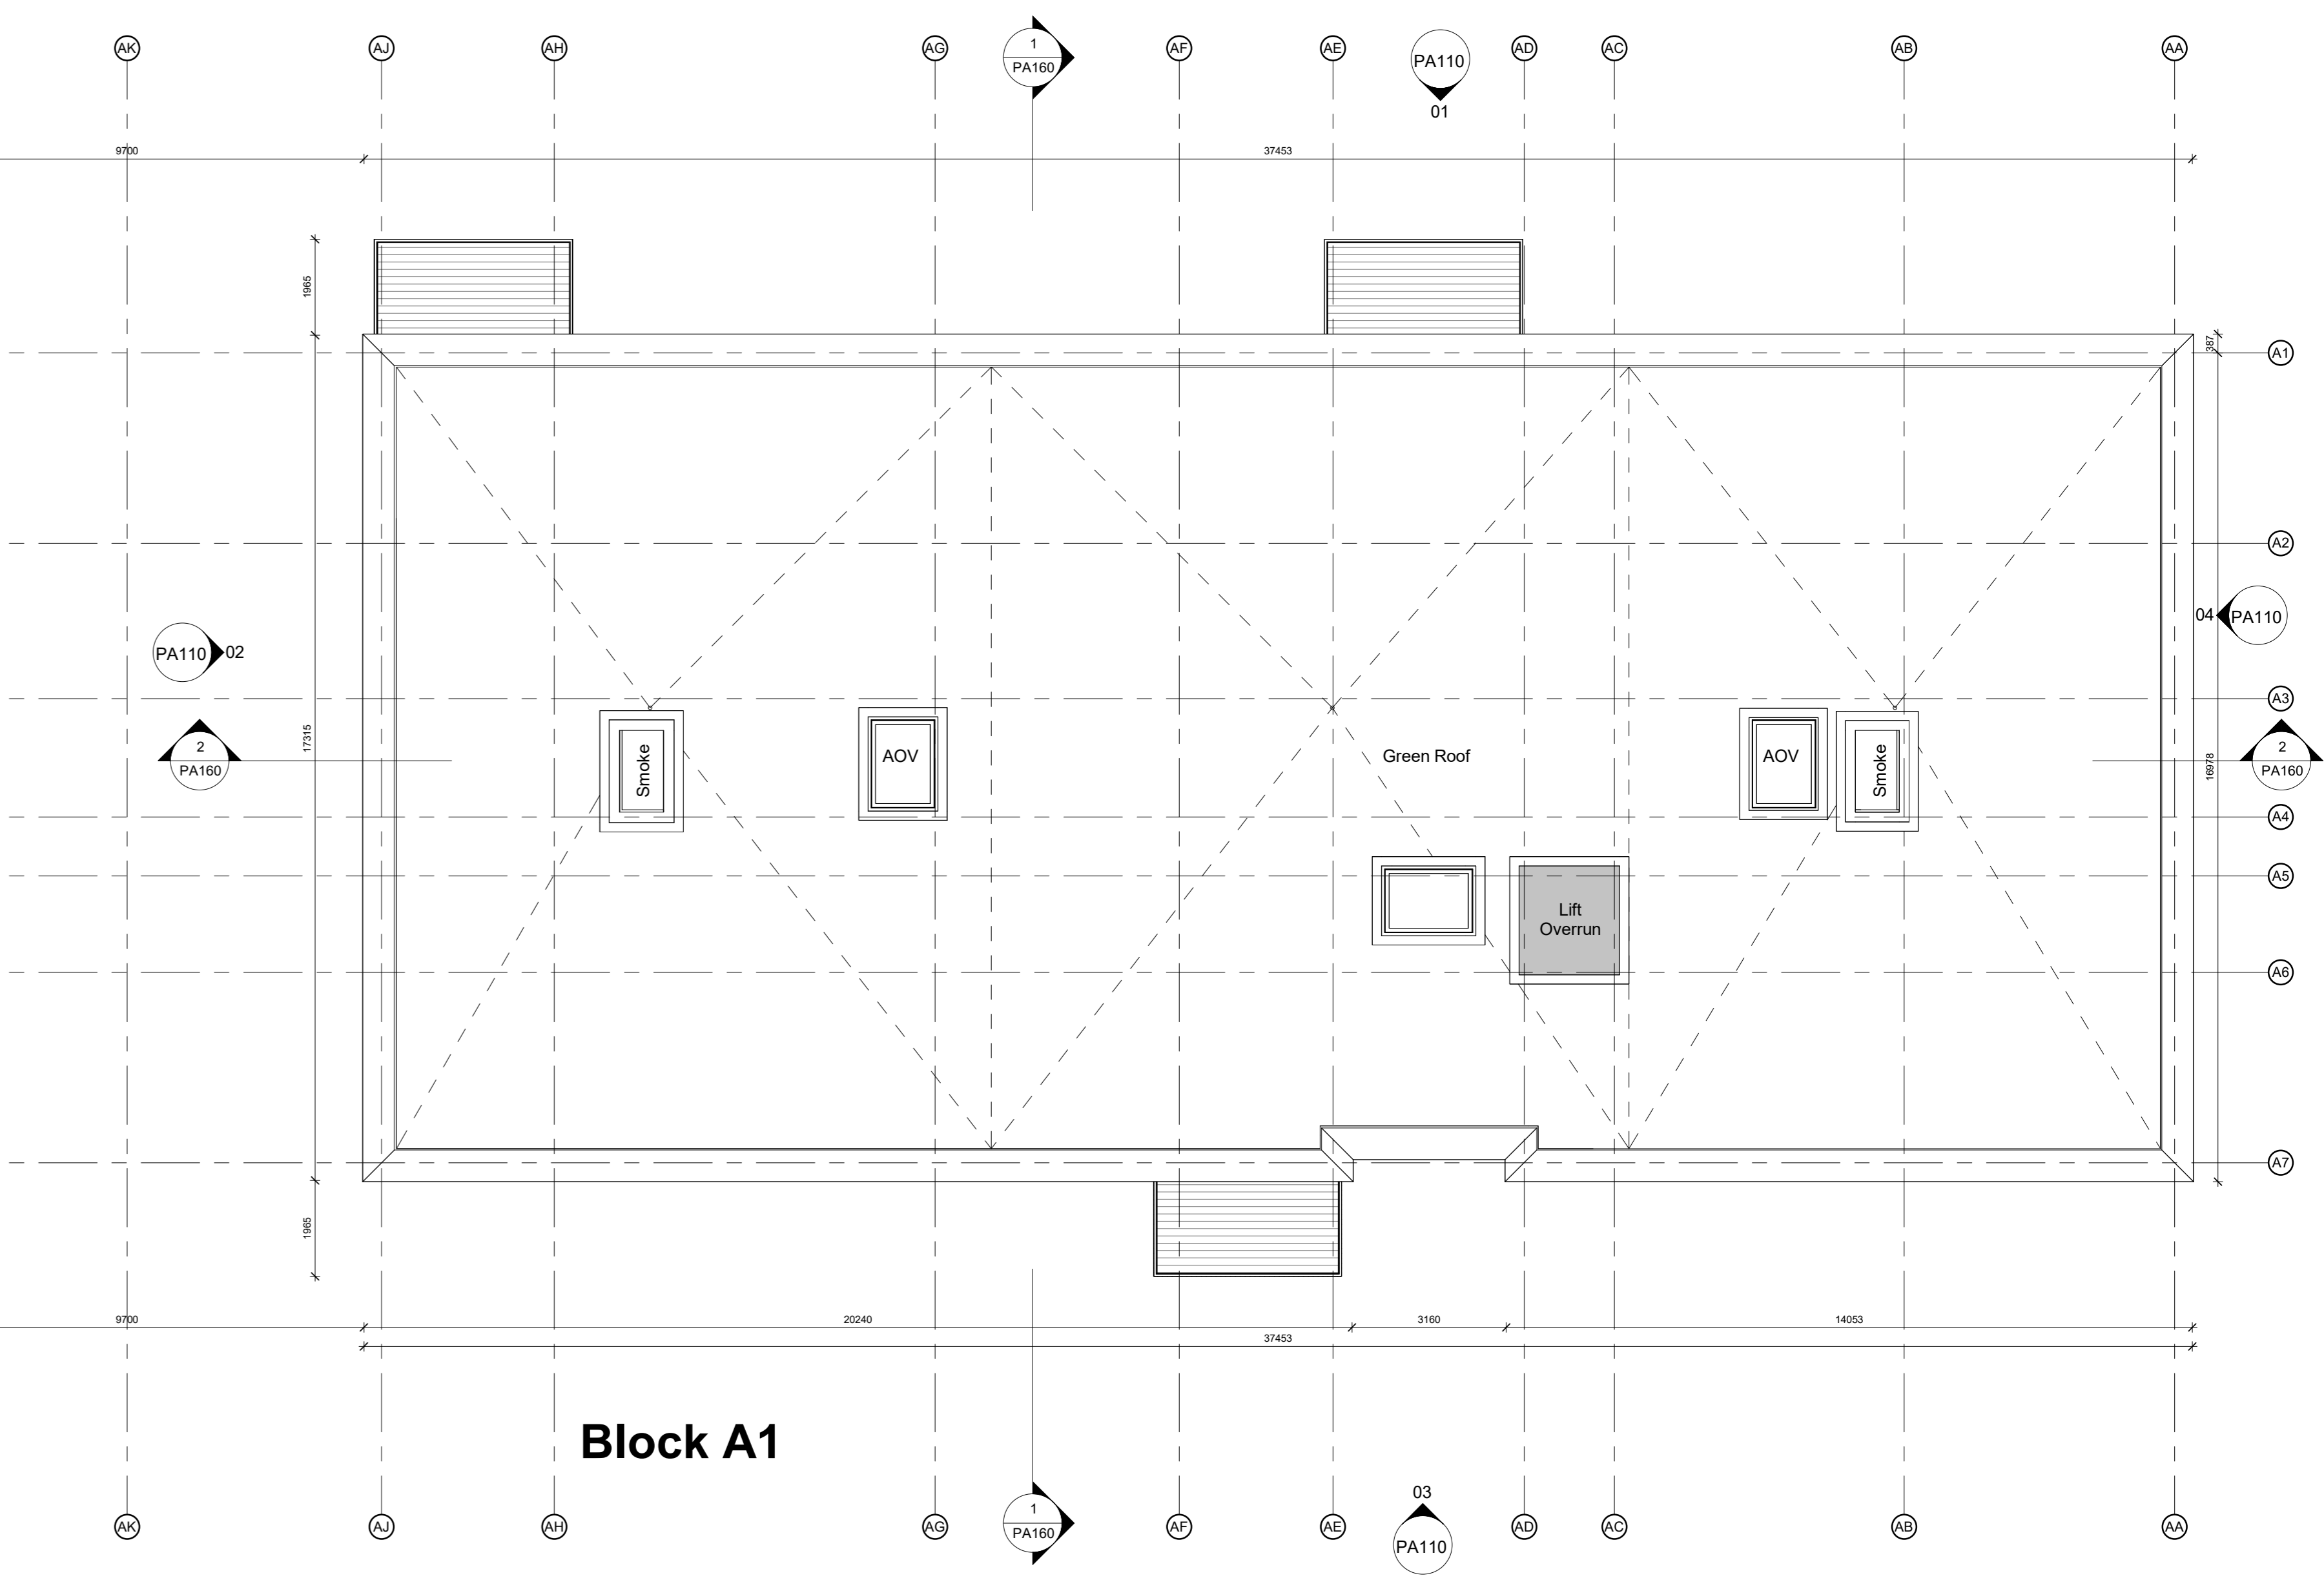 AK AJ AH AG AF AE AD AC AB AA
1
PA160
PA110
01
9700 37453
1965
387
A1
A2
PA110 02
04 PA110
A3
17315
2
PA160
Smoke
AOV
Green Roof
AOV
Smoke
16978
2
PA160
A4
A5
Lift
Overrun
A6
A7
1965
9700 20240 3160 14053
37453
Block A1
03
1
PA160
PA110
AK AJ AH AG AF AE AD AC AB AA